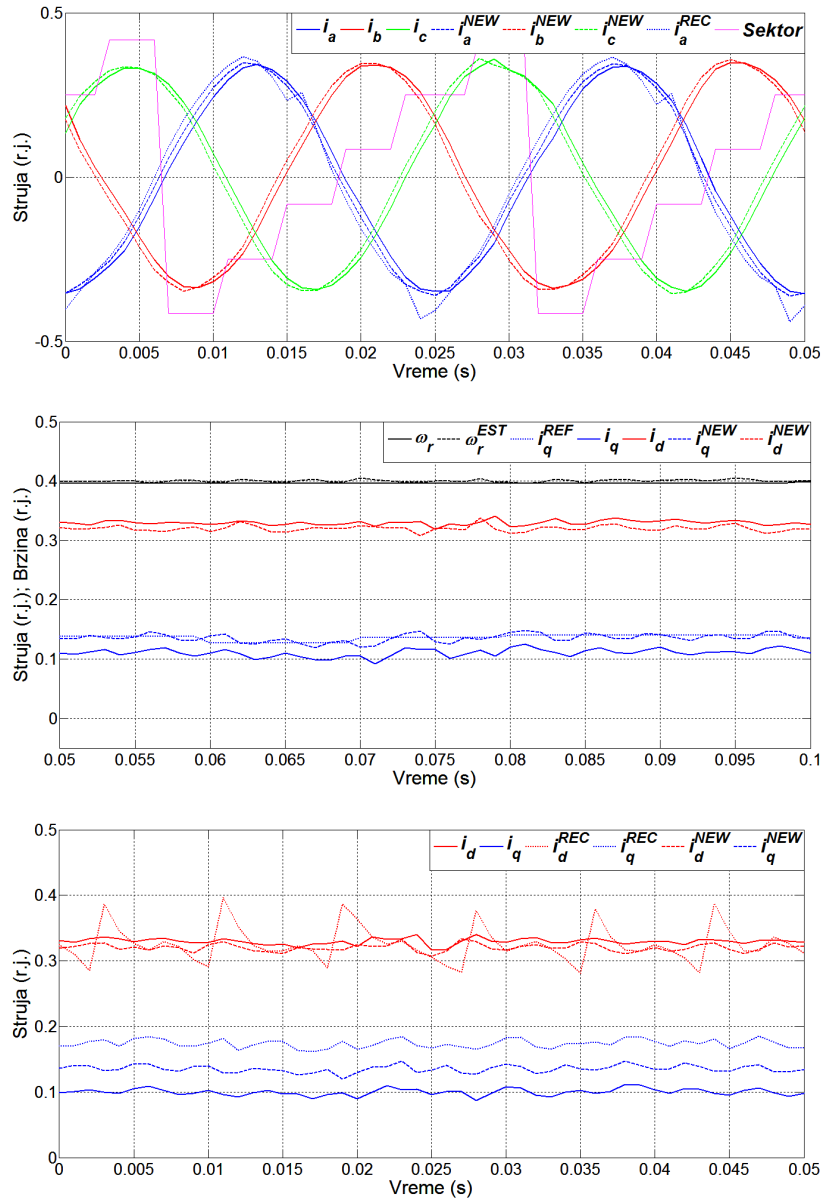 i_a i_b i_c i_a^NEW i_b^NEW i_c^NEW i_a^REC Sektor
0.5
0
-0.5
Struja (r.j.)
0 0.005 0.01 0.015 0.02 0.025 0.03 0.035 0.04 0.045 0.05
Vreme (s)
ω_r ω_r^EST i_q^REF i_q i_d i_q^NEW i_d^NEW
0.5
0.4
0.3
0.2
0.1
0
Struja (r.j.); Brzina (r.j.)
0.05 0.055 0.06 0.065 0.07 0.075 0.08 0.085 0.09 0.095 0.1
Vreme (s)
i_d i_q i_d^REC i_q^REC i_d^NEW i_q^NEW
0.5
0.4
0.3
0.2
0.1
0
Struja (r.j.)
0 0.005 0.01 0.015 0.02 0.025 0.03 0.035 0.04 0.045 0.05
Vreme (s)